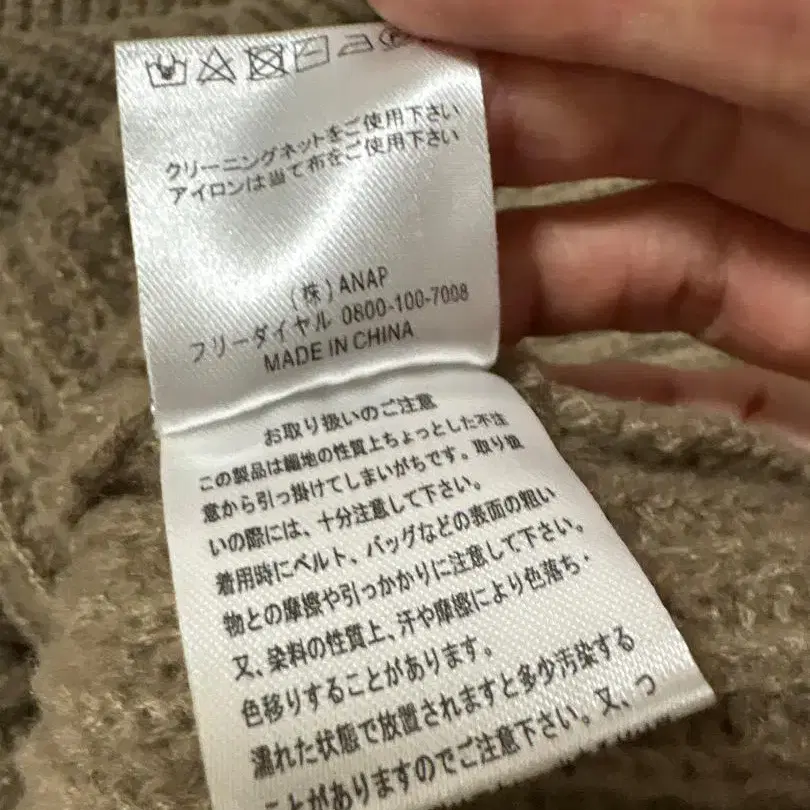 クリーニングネットをご使用下さい
アイロンは当て布をご使用下さい
(株)ANAP
フリーダイヤル 0800-100-7008
MADE IN CHINA
お取り扱いのご注意
この製品は編地の性質上ちょっとした不注
意から引っ掛けてしまいがちです。取り扱
いの際には、十分注意して下さい。
着用時にベルト、バッグなどの表面の粗い
物との摩擦や引っかかりに注意して下さい。
又、染料の性質上、汗や摩擦により色落ち・
色移りすることがあります。
濡れた状態で放置されますと多少汚染する
ことがありますのでご注意下さい。又、つ